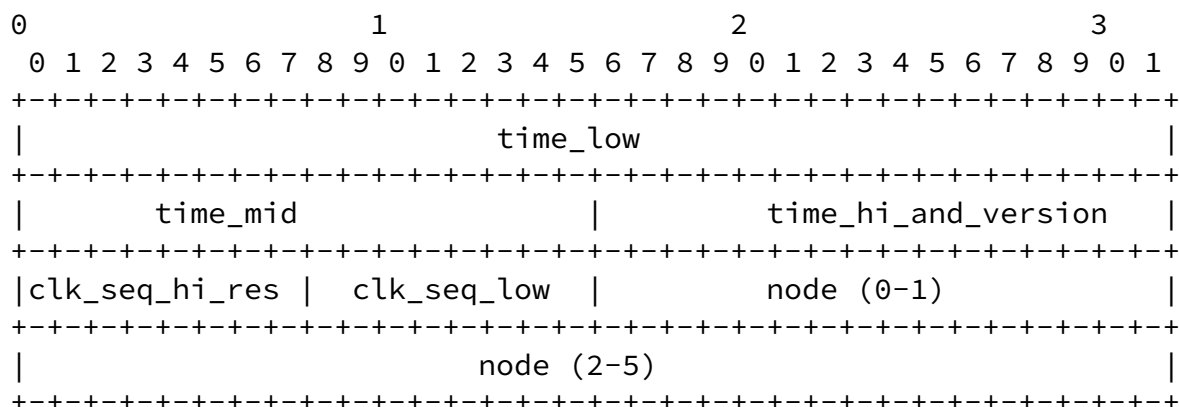 0                   1                   2                   3
 0 1 2 3 4 5 6 7 8 9 0 1 2 3 4 5 6 7 8 9 0 1 2 3 4 5 6 7 8 9 0 1
+-+-+-+-+-+-+-+-+-+-+-+-+-+-+-+-+-+-+-+-+-+-+-+-+-+-+-+-+-+-+-+-+
|                          time_low                             |
+-+-+-+-+-+-+-+-+-+-+-+-+-+-+-+-+-+-+-+-+-+-+-+-+-+-+-+-+-+-+-+-+
|       time_mid                |         time_hi_and_version   |
+-+-+-+-+-+-+-+-+-+-+-+-+-+-+-+-+-+-+-+-+-+-+-+-+-+-+-+-+-+-+-+-+
|clk_seq_hi_res |  clk_seq_low  |         node (0-1)            |
+-+-+-+-+-+-+-+-+-+-+-+-+-+-+-+-+-+-+-+-+-+-+-+-+-+-+-+-+-+-+-+-+
|                         node (2-5)                            |
+-+-+-+-+-+-+-+-+-+-+-+-+-+-+-+-+-+-+-+-+-+-+-+-+-+-+-+-+-+-+-+-+